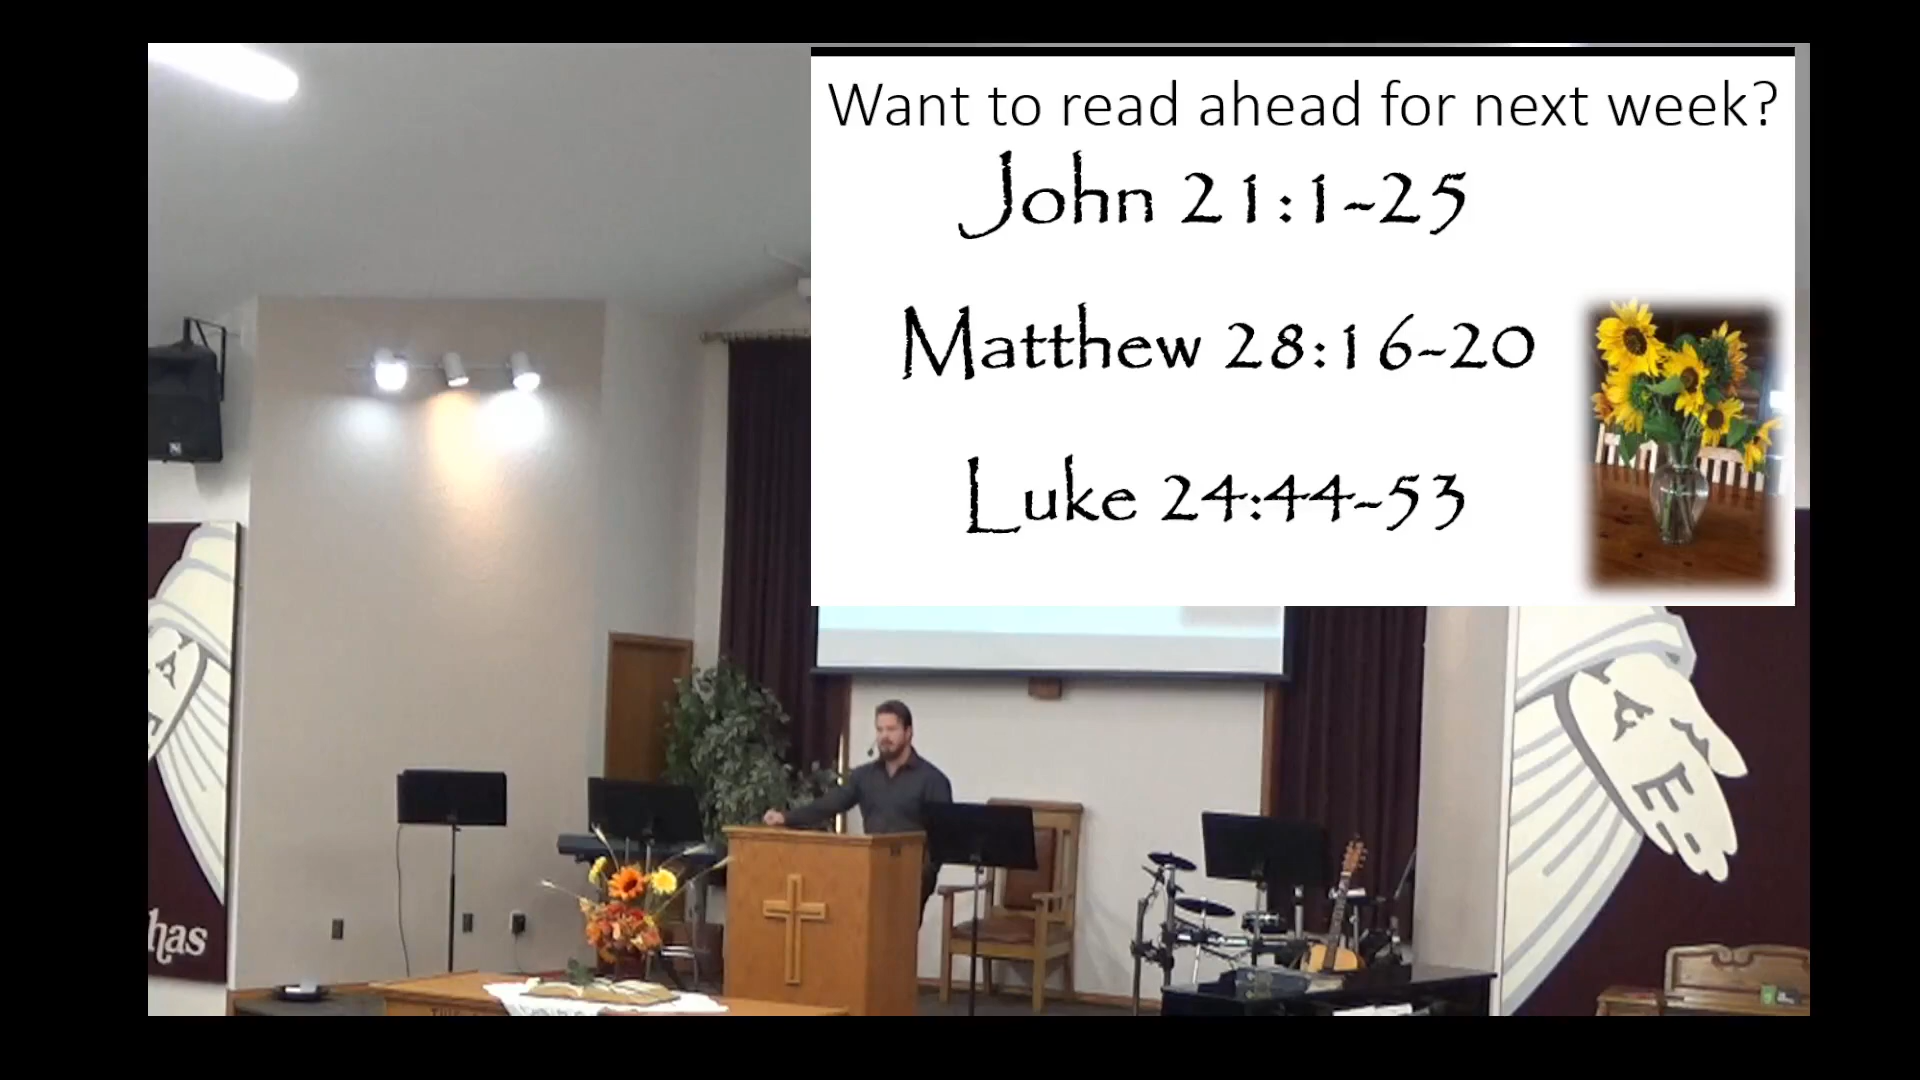 Want to read ahead for next week?
John 21:1-25
Matthew 28:16-20
Luke 24:44-53
has